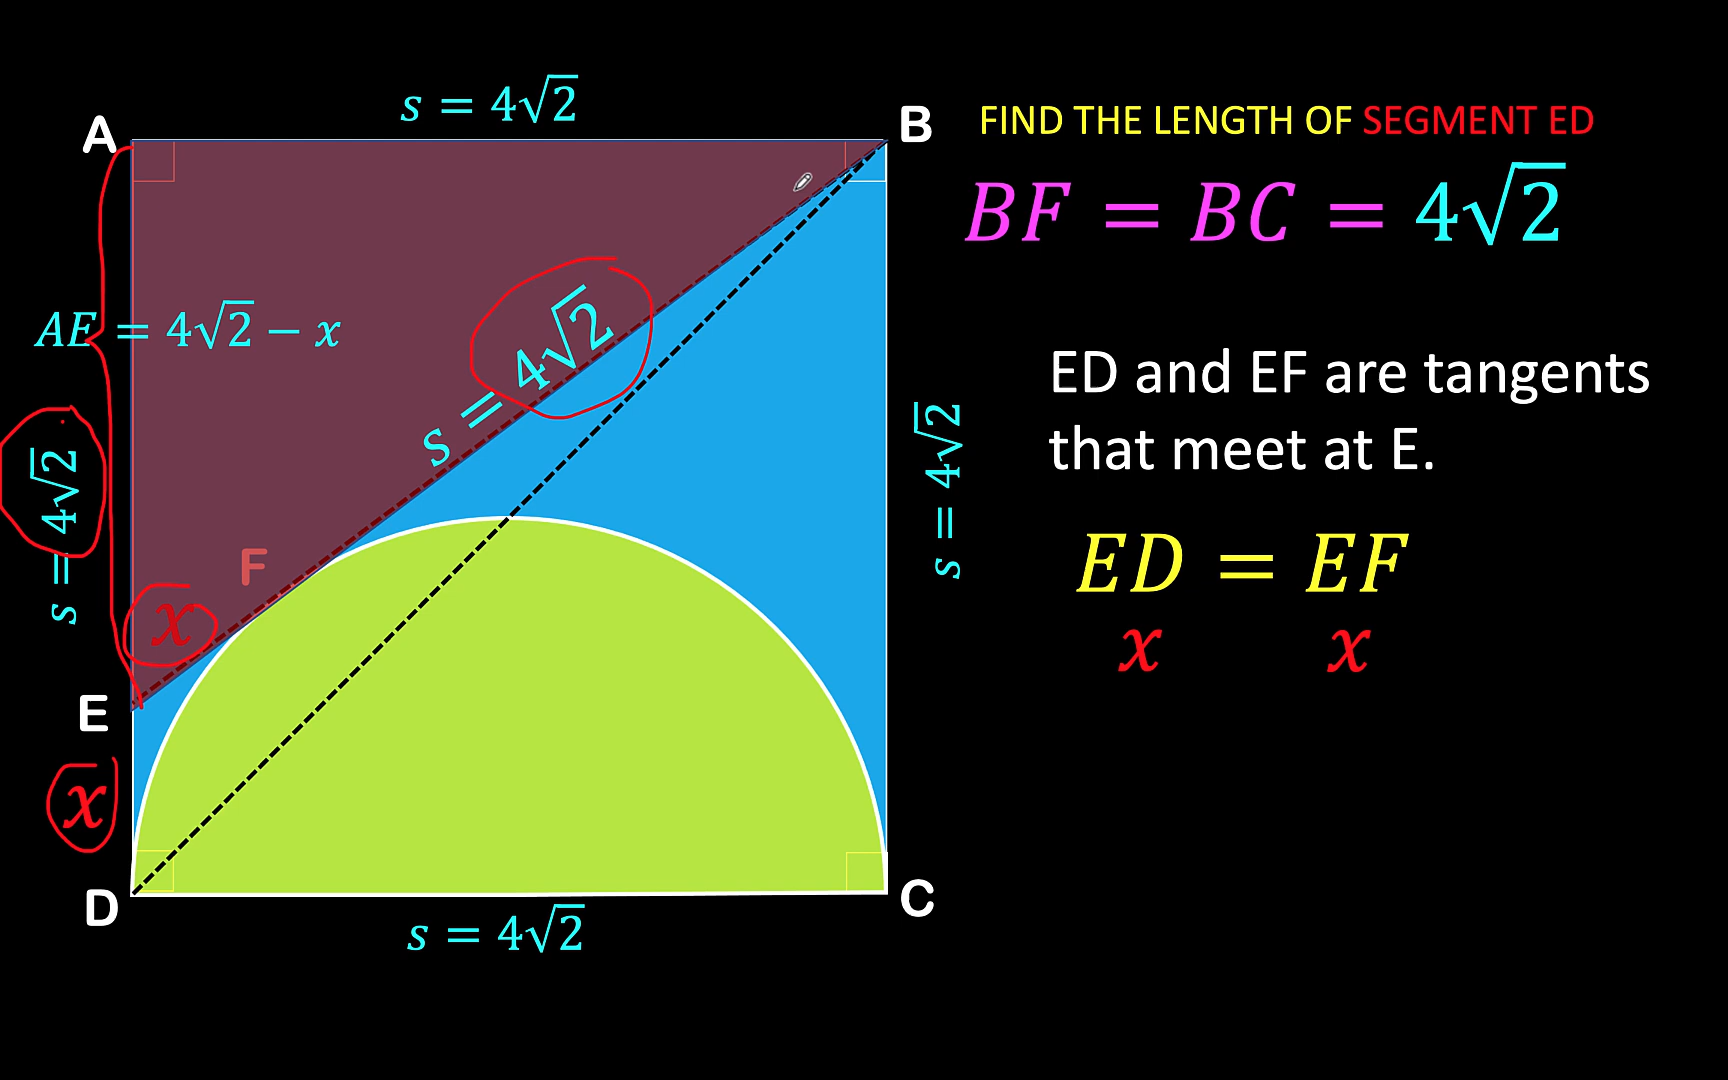 s = 4√2
A
B
FIND THE LENGTH OF SEGMENT ED
BF = BC = 4√2
AE = 4√2 − x
s = 4√2
ED and EF are tangents
that meet at E.
s = 4√2
s = 4√2
F
ED = EF
x
x x
E
x
D
C
s = 4√2